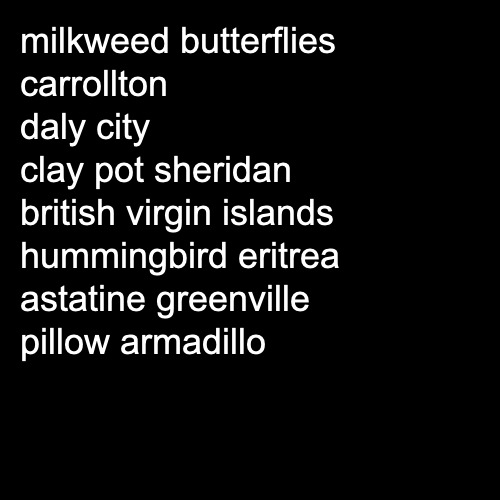 milkweed butterflies
carrollton
daly city
clay pot sheridan
british virgin islands
hummingbird eritrea
astatine greenville
pillow armadillo